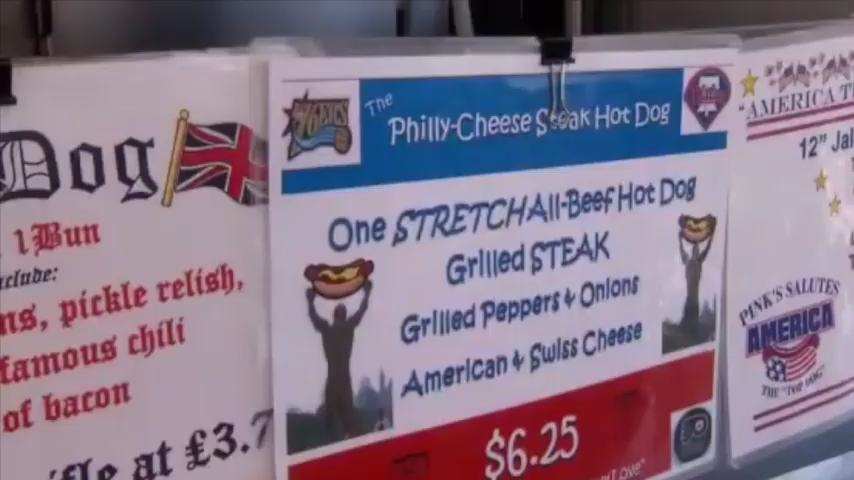 Dog
1 Bun
clude:
ns, pickle relish,
famous chili
of bacon
at £3.7
76ERS
The
Philly-Cheese Steak Hot Dog
One STRETCH All-Beef Hot Dog
Grilled STEAK
Grilled Peppers & Onions
American & Swiss Cheese
$6.25
"AMERICA T
12" Jal
PINK'S SALUTES
AMERICA
THE "TOP DOG"